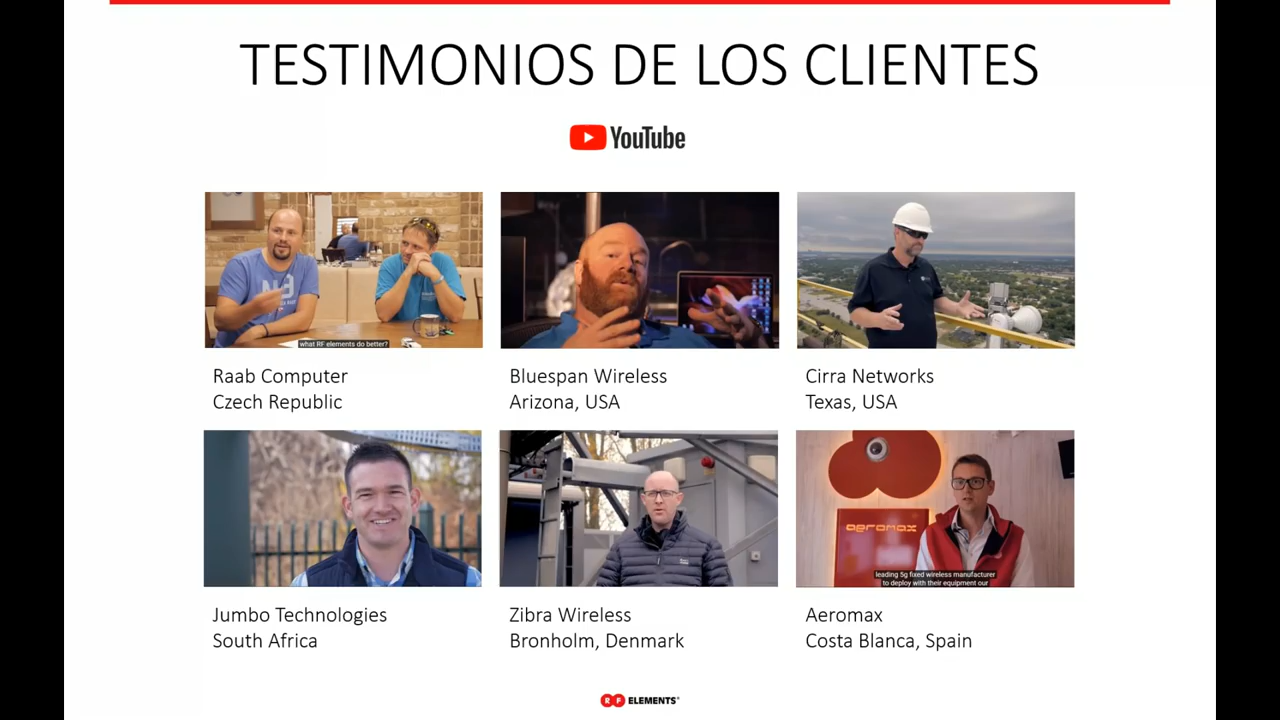 TESTIMONIOS DE LOS CLIENTES
YouTube
what RF elements do better?
Raab Computer
Czech Republic
Bluespan Wireless
Arizona, USA
Cirra Networks
Texas, USA
aeromax
leading 5g fixed wireless manufacturer
to deploy with their equipment our
Jumbo Technologies
South Africa
Zibra Wireless
Bronholm, Denmark
Aeromax
Costa Blanca, Spain
RF ELEMENTS